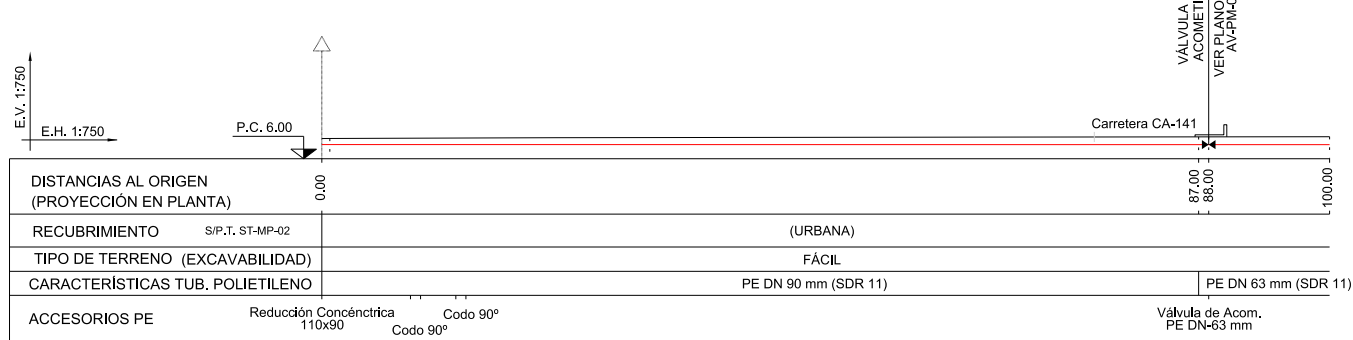 VÁLVULA
ACOMETI
VER PLANO
AV-PM-0
E.V. 1:750
E.H. 1:750
P.C. 6.00
Carretera CA-141
DISTANCIAS AL ORIGEN
(PROYECCIÓN EN PLANTA)
0.00
87.00
88.00
100.00
RECUBRIMIENTO S/P.T. ST-MP-02
(URBANA)
TIPO DE TERRENO (EXCAVABILIDAD)
FÁCIL
CARACTERÍSTICAS TUB. POLIETILENO
PE DN 90 mm (SDR 11)
PE DN 63 mm (SDR 11)
ACCESORIOS PE
Reducción Concénctrica
110x90
Codo 90º
Codo 90º
Válvula de Acom.
PE DN-63 mm